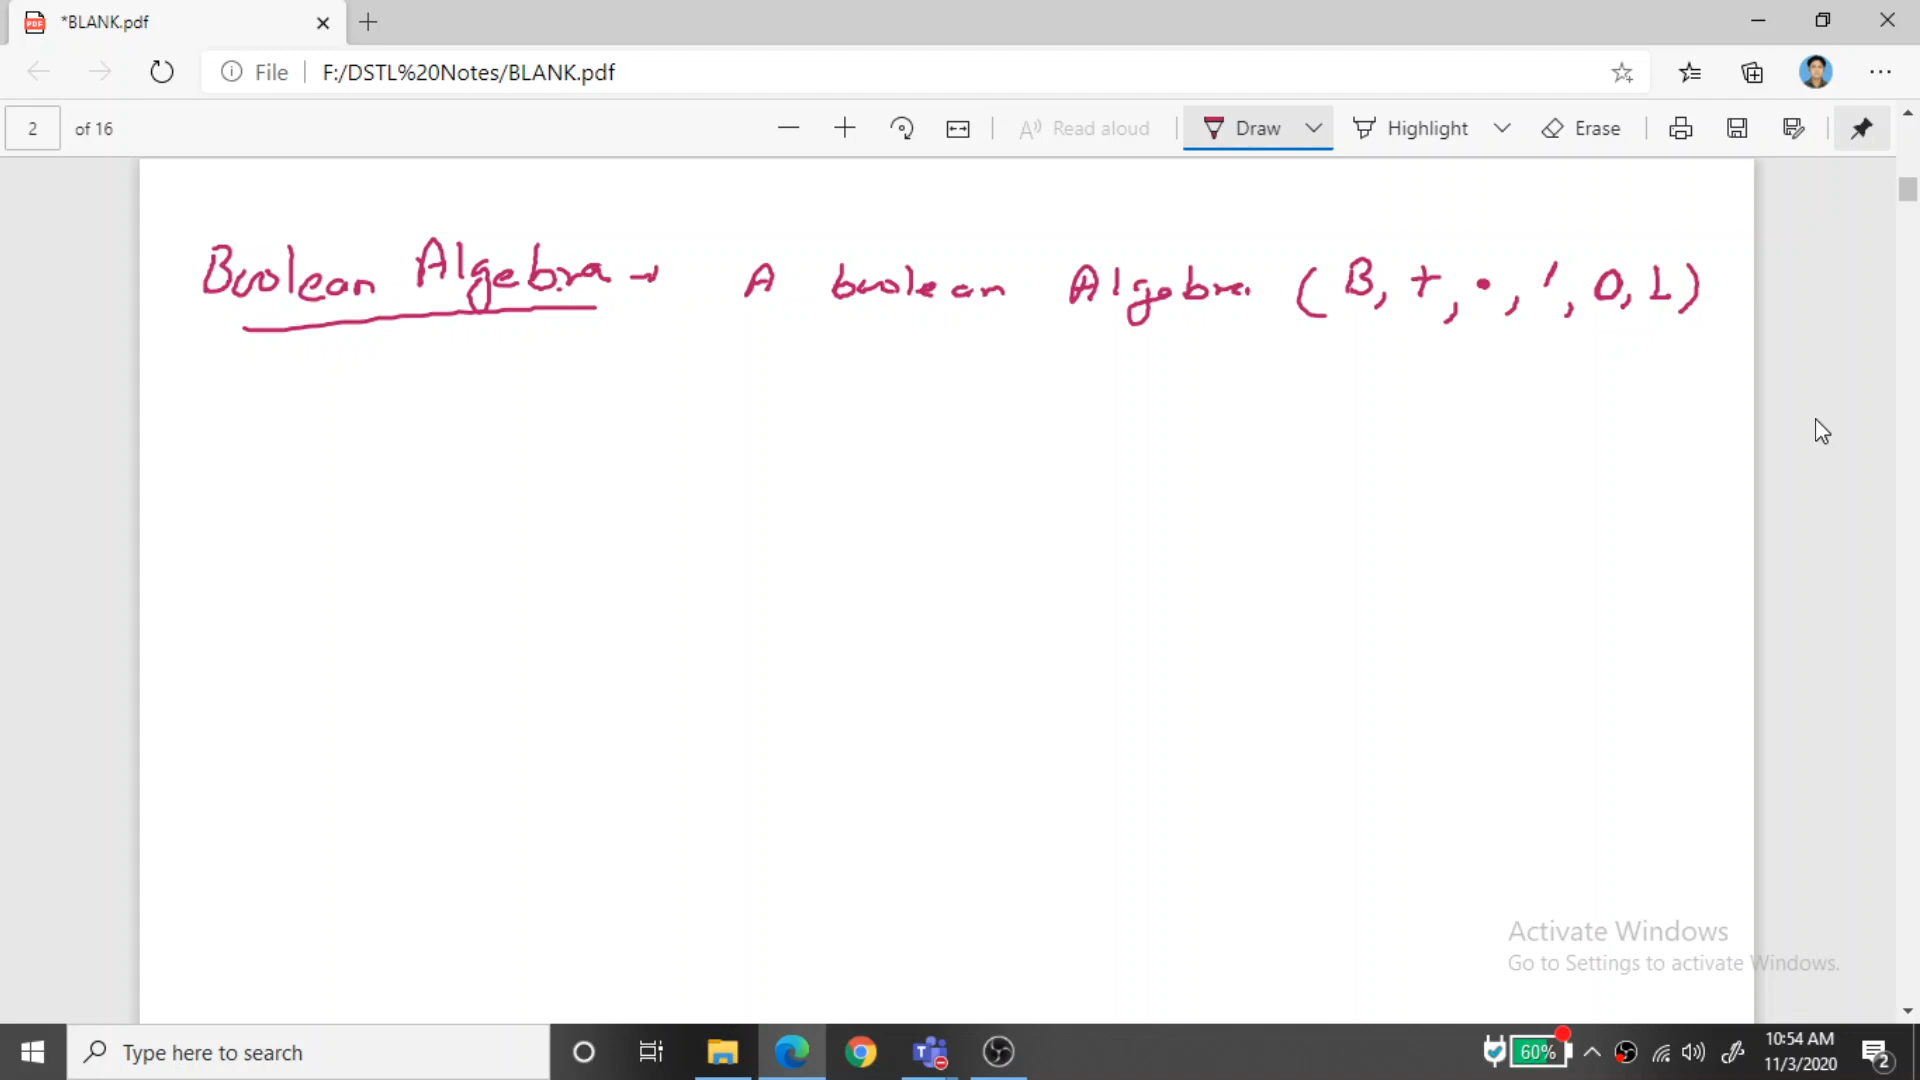 *BLANK.pdf
File F:/DSTL%20Notes/BLANK.pdf
2 of 16 Read aloud Draw Highlight Erase
Boolean Algebra → A boolean Algebra (B, +, •, ', 0, 1)
Activate Windows
Go to Settings to activate Windows.
Type here to search
60%
10:54 AM
11/3/2020
2